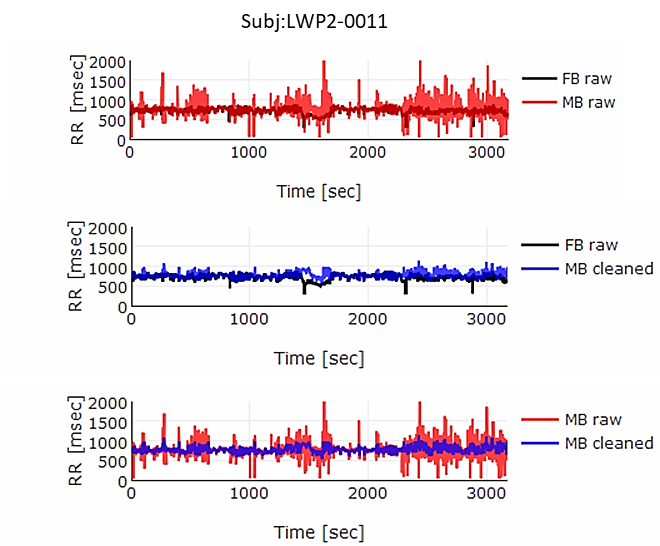 Subj:LWP2-0011
2000
1500
1000
500
0
RR [msec]
0 1000 2000 3000
Time [sec]
FB raw
MB raw
2000
1500
1000
500
0
RR [msec]
0 1000 2000 3000
Time [sec]
FB raw
MB cleaned
2000
1500
1000
500
0
RR [msec]
0 1000 2000 3000
Time [sec]
MB raw
MB cleaned